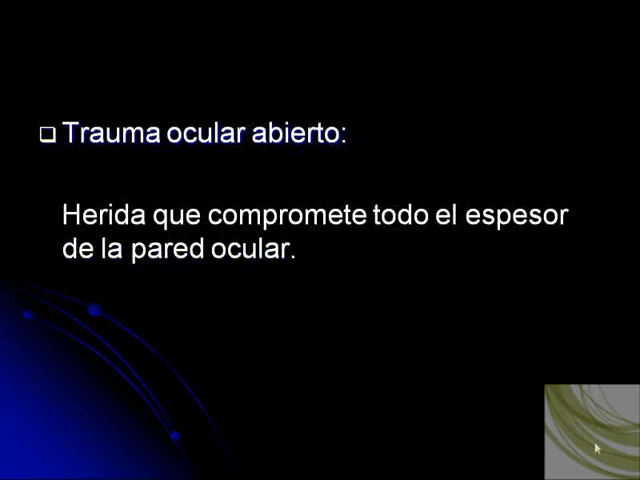 Trauma ocular abierto:
Herida que compromete todo el espesor
de la pared ocular.